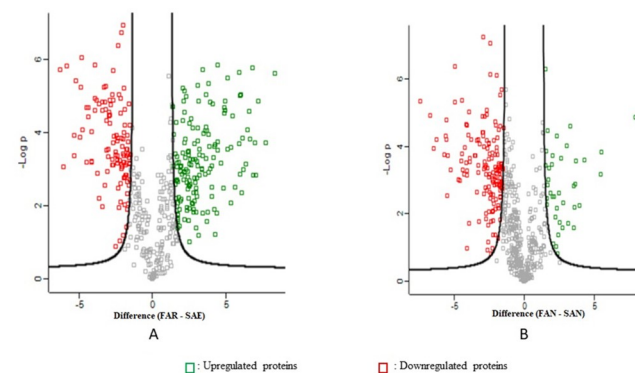 -Log p
6
4
2
0
-5
0
5
Difference (FAR - SAE)
A
-Log p
6
4
2
0
-5
0
5
Difference (FAN - SAN)
B
: Upregulated proteins
: Downregulated proteins